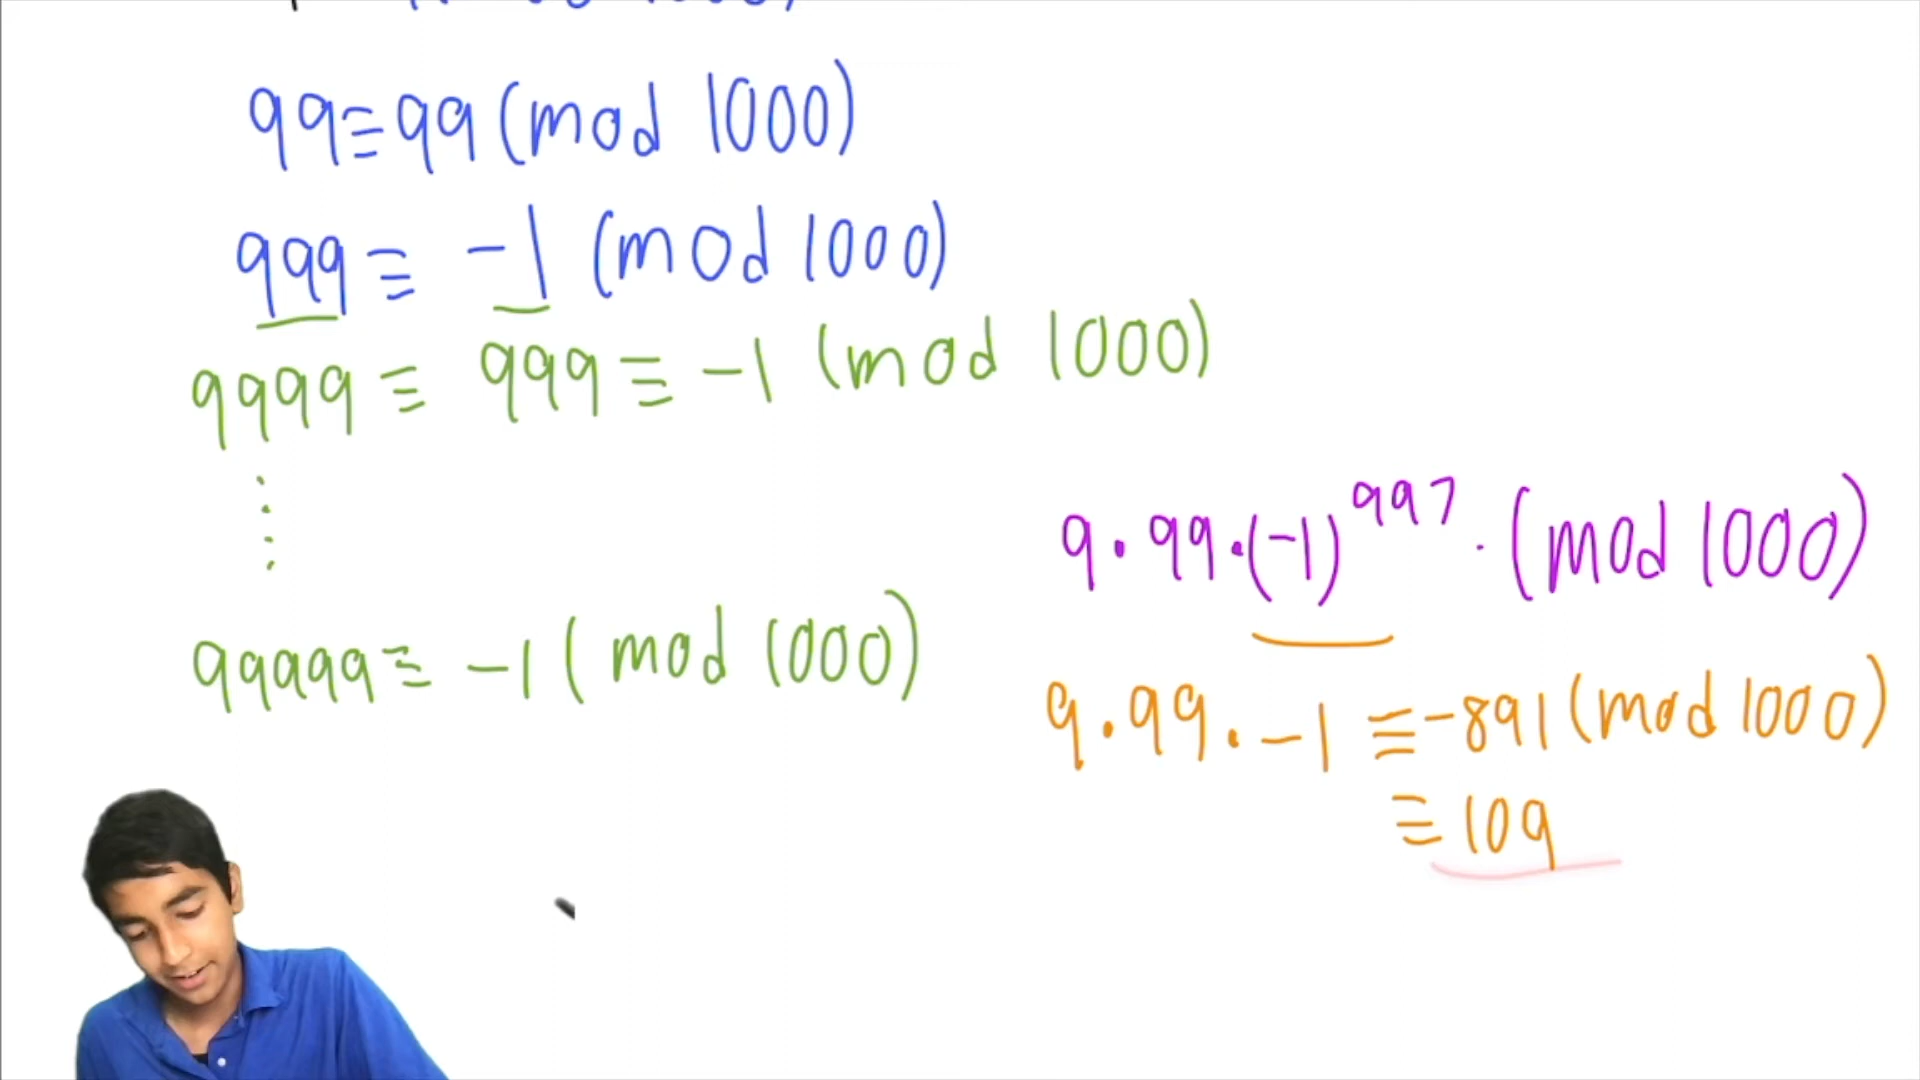 99≡99 (mod 1000)
999 ≡ -1 (mod 1000)
9999 ≡ 999 ≡ -1 (mod 1000)
⋮
99999 ≡ -1 (mod 1000)
9·99·(-1)^997 · (mod 1000)
9·99·-1 ≡ -891 (mod 1000)
≡ 109